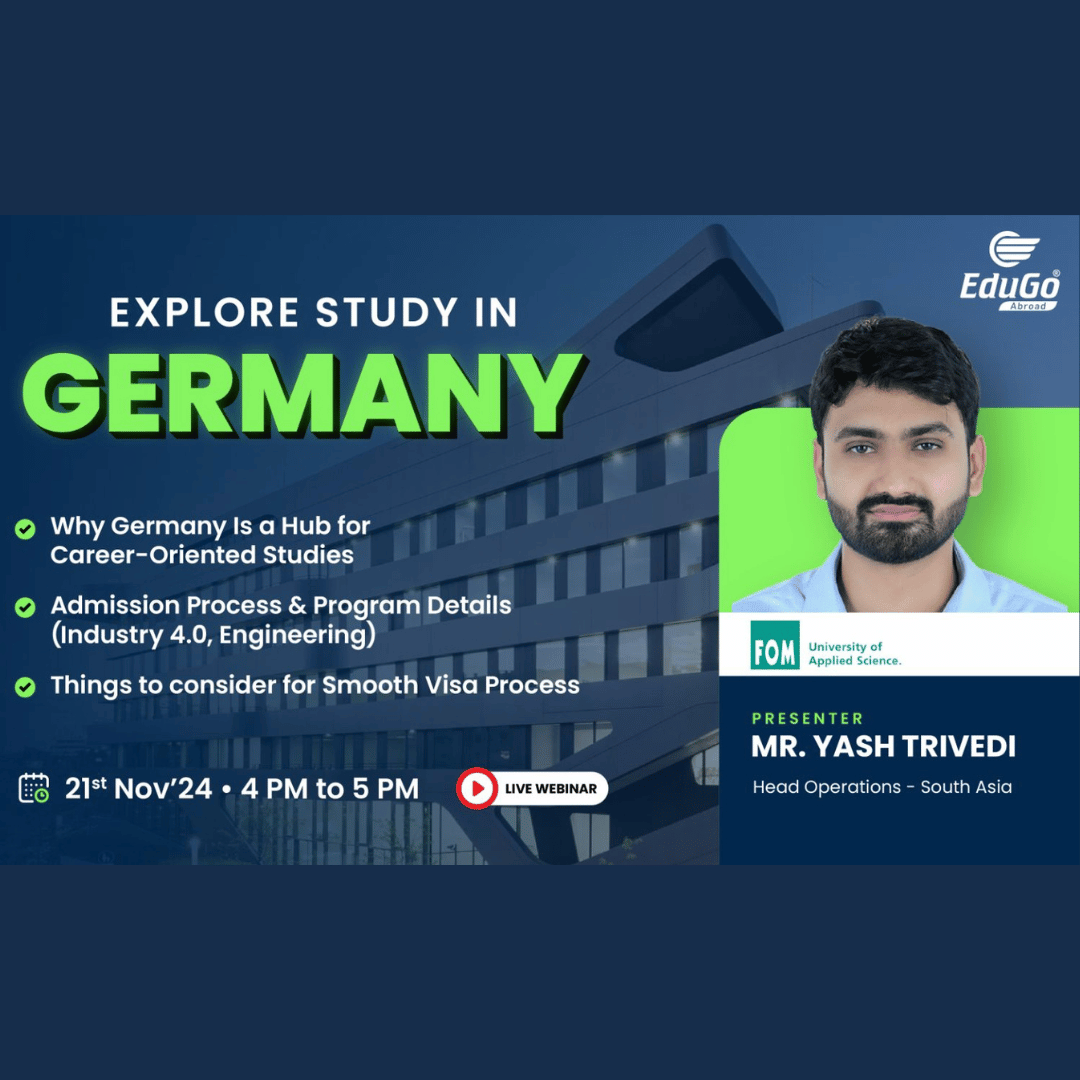 EduGo®
Abroad
EXPLORE STUDY IN
GERMANY
Why Germany Is a Hub for
Career-Oriented Studies
Admission Process & Program Details
(Industry 4.0, Engineering)
Things to consider for Smooth Visa Process
21st Nov'24 • 4 PM to 5 PM
LIVE WEBINAR
FOM
University of
Applied Science.
PRESENTER
MR. YASH TRIVEDI
Head Operations - South Asia